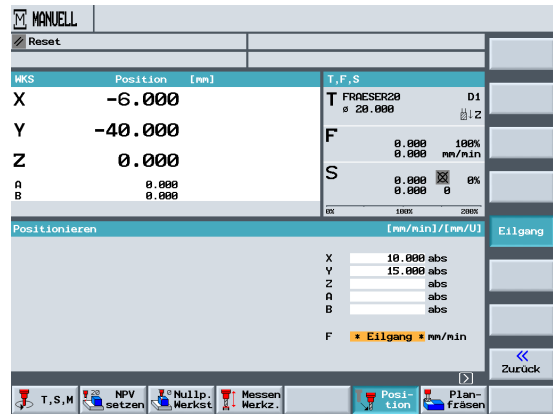 M MANUELL
Reset
WKS Position [mm]
X -6.000
Y -40.000
Z 0.000
A 0.000
B 0.000
T,F,S
T FRAESER20 D1
ø 20.000 Z
F 0.000 100%
0.000 mm/min
S 0.000 0%
0.000 0
0% 100% 200%
Positionieren [mm/min]/[mm/U]
X 10.000 abs
Y 15.000 abs
Z abs
A abs
B abs
F * Eilgang * mm/min
Eilgang
«
Zurück
T,S,M
NPV
setzen
Nullp.
Werkst
Messen
Werkz.
Posi-
tion
Plan-
fräsen